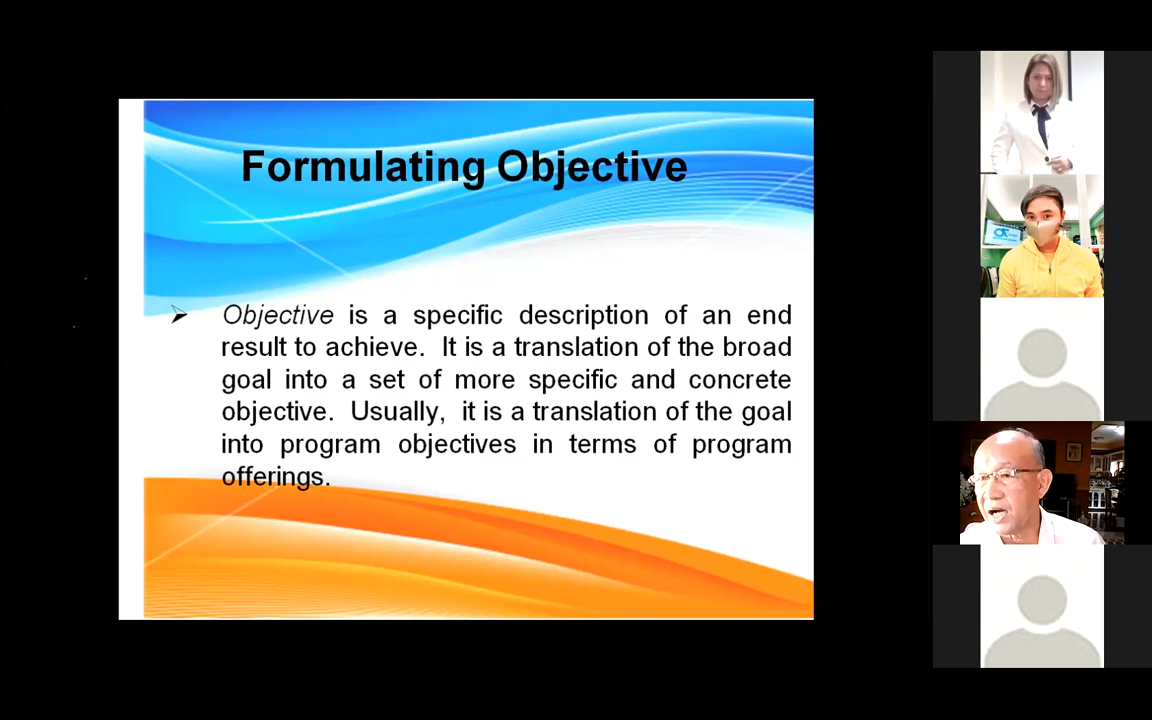 Formulating Objective
Objective is a specific description of an end
result to achieve. It is a translation of the broad
goal into a set of more specific and concrete
objective. Usually, it is a translation of the goal
into program objectives in terms of program
offerings.